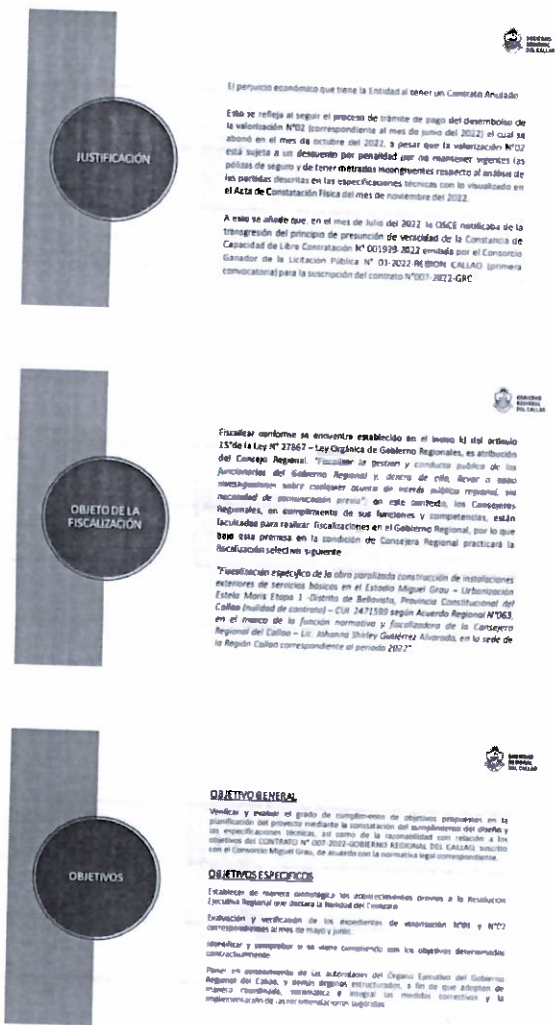 GOBIERNO
REGIONAL
DEL CALLAO
JUSTIFICACIÓN
El perjuicio económico que tiene la Entidad al tener un Contrato Anulado
Esto se refleja al seguir el proceso de trámite de pago del desembolso de
la valorización N°02 (correspondiente al mes de junio del 2022) el cual se
abonó en el mes de octubre del 2022, a pesar que la valorización N°02
está sujeta a un descuento por penalidad por no mantener vigentes las
pólizas de seguro y de tener metrados incongruentes respecto al análisis de
las partidas descritas en las especificaciones técnicas con lo visualizado en
el Acta de Constatación Física del mes de noviembre del 2022.
A esto se añade que, en el mes de Julio del 2022 la OSCE notificaba de la
transgresión del principio de presunción de veracidad de la Constancia de
Capacidad de Libre Contratación N° 001929-2022 emitida por el Consorcio
Ganador de la Licitación Pública N° 01-2022-REGION CALLAO (primera
convocatoria) para la suscripción del contrato N°007-2022-GRC
GOBIERNO
REGIONAL
DEL CALLAO
OBJETO DE LA
FISCALIZACIÓN
Fiscalizar conforme se encuentra establecido en el inciso k) del artículo
15°de la Ley N° 27867 – Ley Orgánica de Gobierno Regionales, es atribución
del Consejo Regional. "Fiscalizar la gestión y conducta pública de los
funcionarios del Gobierno Regional y, dentro de ello, llevar a cabo
investigaciones sobre cualquier asunto de interés público regional, sin
necesidad de comunicación previa"; en este contexto, los Consejeros
Regionales, en cumplimiento de sus funciones y competencias, están
facultados para realizar fiscalizaciones en el Gobierno Regional, por lo que
bajo esta premisa en la condición de Consejera Regional practicará la
fiscalización selectiva siguiente
"Fiscalización específico de la obra paralizada construcción de instalaciones
exteriores de servicios básicos en el Estadio Miguel Grau – Urbanización
Estela Maris Etapa 1 -Distrito de Bellavista, Provincia Constitucional del
Callao (nulidad de contrato) – CUI 2471599 según Acuerdo Regional N°063,
en el marco de la función normativa y fiscalizadora de la Consejera
Regional del Callao – Lic. Johanna Shirley Gutiérrez Alvarado, en la sede de
la Región Callao correspondiente al periodo 2022"
GOBIERNO
REGIONAL
DEL CALLAO
OBJETIVOS
OBJETIVO GENERAL
Verificar y evaluar el grado de cumplimiento de objetivos propuestos en la
planificación del proyecto mediante la constatación del cumplimiento del diseño y
las especificaciones técnicas, así como de la razonabilidad con relación a los
objetivos del CONTRATO N° 007-2022-GOBIERNO REGIONAL DEL CALLAO, suscrito
con el Consorcio Miguel Grau, de acuerdo con la normativa legal correspondiente.
OBJETIVOS ESPECIFICOS
Establecer de manera cronológica los acontecimientos previos a la Resolución
Ejecutiva Regional que declara la Nulidad del Contrato
Evaluación y verificación de los expedientes de valorización N°01 y N°02
correspondientes al mes de mayo y junio.
Identificar y comprobar si se viene cumpliendo con los objetivos determinados
contractualmente
Poner en conocimiento de las autoridades del Órgano Ejecutivo del Gobierno
Regional del Callao, y demás órganos estructurados, a fin de que adopten de
manera coordinada, sistemática e integral las medidas correctivas y la
implementación de las recomendaciones sugeridas